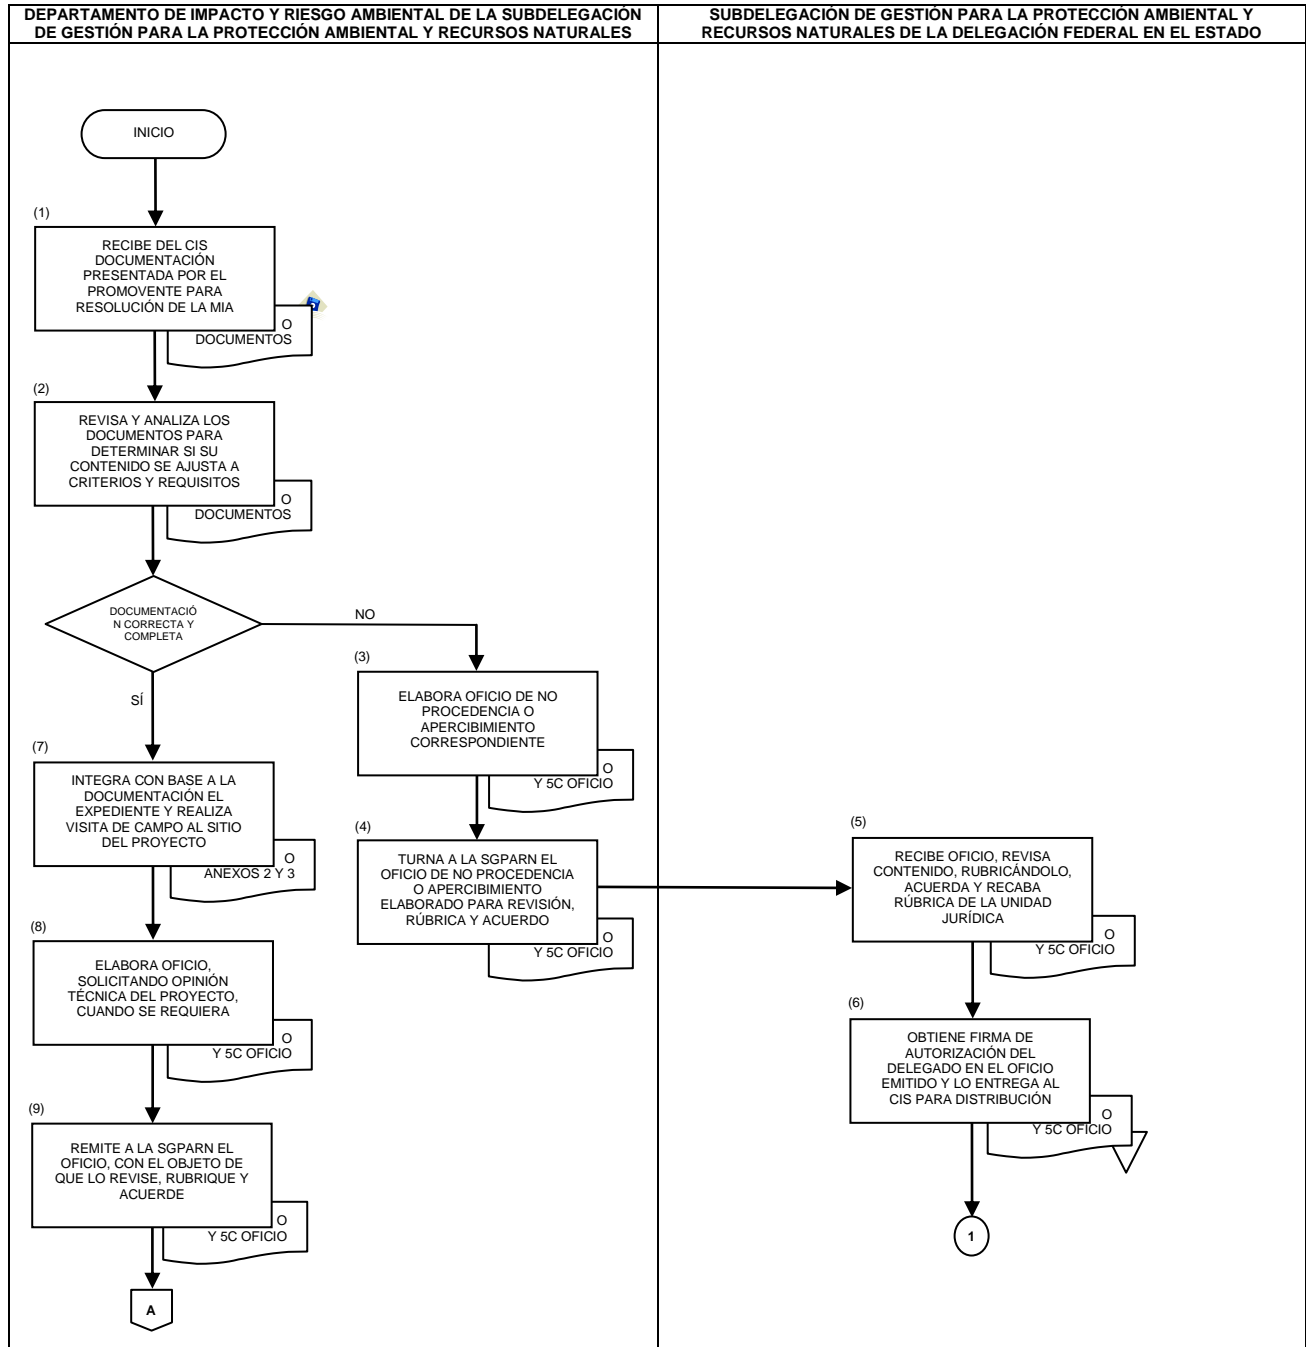 DEPARTAMENTO DE IMPACTO Y RIESGO AMBIENTAL DE LA SUBDELEGACIÓN
DE GESTIÓN PARA LA PROTECCIÓN AMBIENTAL Y RECURSOS NATURALES
SUBDELEGACIÓN DE GESTIÓN PARA LA PROTECCIÓN AMBIENTAL Y
RECURSOS NATURALES DE LA DELEGACIÓN FEDERAL EN EL ESTADO
INICIO
(1)
RECIBE DEL CIS
DOCUMENTACIÓN
PRESENTADA POR EL
PROMOVENTE PARA
RESOLUCIÓN DE LA MIA
O
DOCUMENTOS
(2)
REVISA Y ANALIZA LOS
DOCUMENTOS PARA
DETERMINAR SI SU
CONTENIDO SE AJUSTA A
CRITERIOS Y REQUISITOS
O
DOCUMENTOS
DOCUMENTACIÓ
N CORRECTA Y
COMPLETA
NO
SÍ
(3)
ELABORA OFICIO DE NO
PROCEDENCIA O
APERCIBIMIENTO
CORRESPONDIENTE
O
Y 5C OFICIO
(4)
TURNA A LA SGPARN EL
OFICIO DE NO PROCEDENCIA
O APERCIBIMIENTO
ELABORADO PARA REVISIÓN,
RÚBRICA Y ACUERDO
O
Y 5C OFICIO
(5)
RECIBE OFICIO, REVISA
CONTENIDO, RUBRICÁNDOLO,
ACUERDA Y RECABA
RÚBRICA DE LA UNIDAD
JURÍDICA
O
Y 5C OFICIO
(6)
OBTIENE FIRMA DE
AUTORIZACIÓN DEL
DELEGADO EN EL OFICIO
EMITIDO Y LO ENTREGA AL
CIS PARA DISTRIBUCIÓN
O
Y 5C OFICIO
1
(7)
INTEGRA CON BASE A LA
DOCUMENTACIÓN EL
EXPEDIENTE Y REALIZA
VISITA DE CAMPO AL SITIO
DEL PROYECTO
O
ANEXOS 2 Y 3
(8)
ELABORA OFICIO,
SOLICITANDO OPINIÓN
TÉCNICA DEL PROYECTO,
CUANDO SE REQUIERA
O
Y 5C OFICIO
(9)
REMITE A LA SGPARN EL
OFICIO, CON EL OBJETO DE
QUE LO REVISE, RUBRIQUE Y
ACUERDE
O
Y 5C OFICIO
A